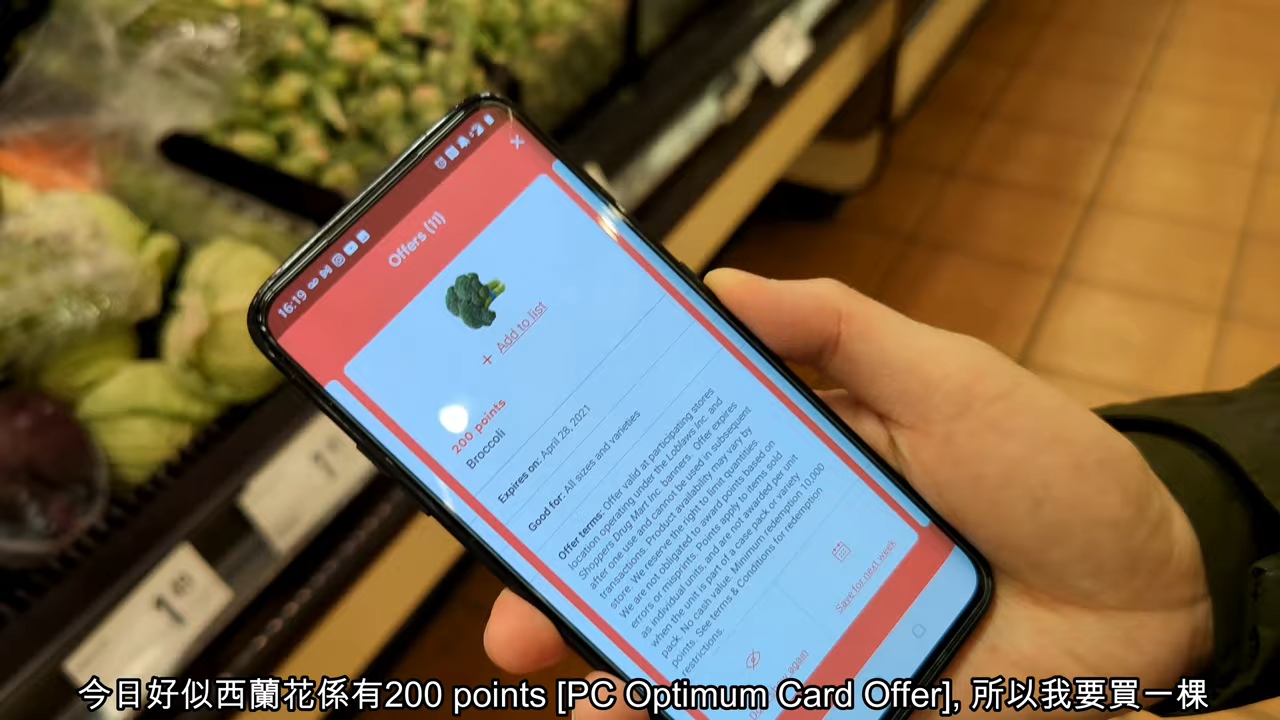 16:19
Offers (11)
+ Add to list
200 points
Broccoli
Expires on: April 28, 2021
Good for: All sizes and varieties
Offer terms: Offer valid at participating stores
location operating under the Loblaws Inc. and
Shoppers Drug Mart Inc. banners. Offer expires
after one use and cannot be used in subsequent
transactions. Product availability may vary by
store. We reserve the right to limit quantities.
We are not obligated to award points based on
errors or misprints. Points apply to items sold
as individual units and are not awarded per unit
when the unit is part of a case pack or variety
pack. No cash value. Minimum redemption 10,000
points. See terms & Conditions for redemption
restrictions.
Save for next week
again
今日好似西蘭花係有200 points [PC Optimum Card Offer], 所以我要買一棵